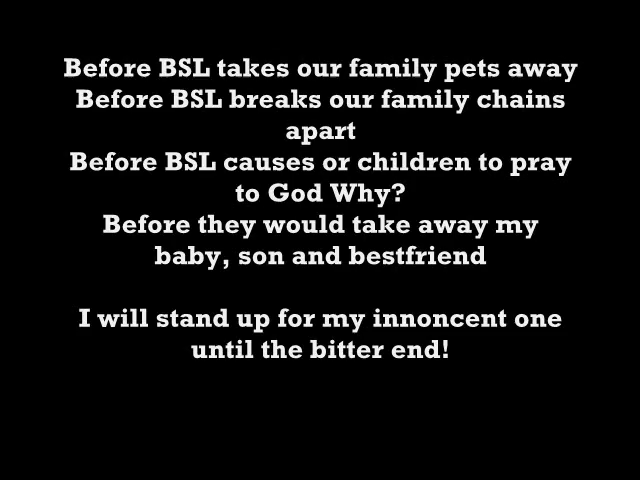 Before BSL takes our family pets away
Before BSL breaks our family chains
apart
Before BSL causes or children to pray
to God Why?
Before they would take away my
baby, son and bestfriend
I will stand up for my innoncent one
until the bitter end!